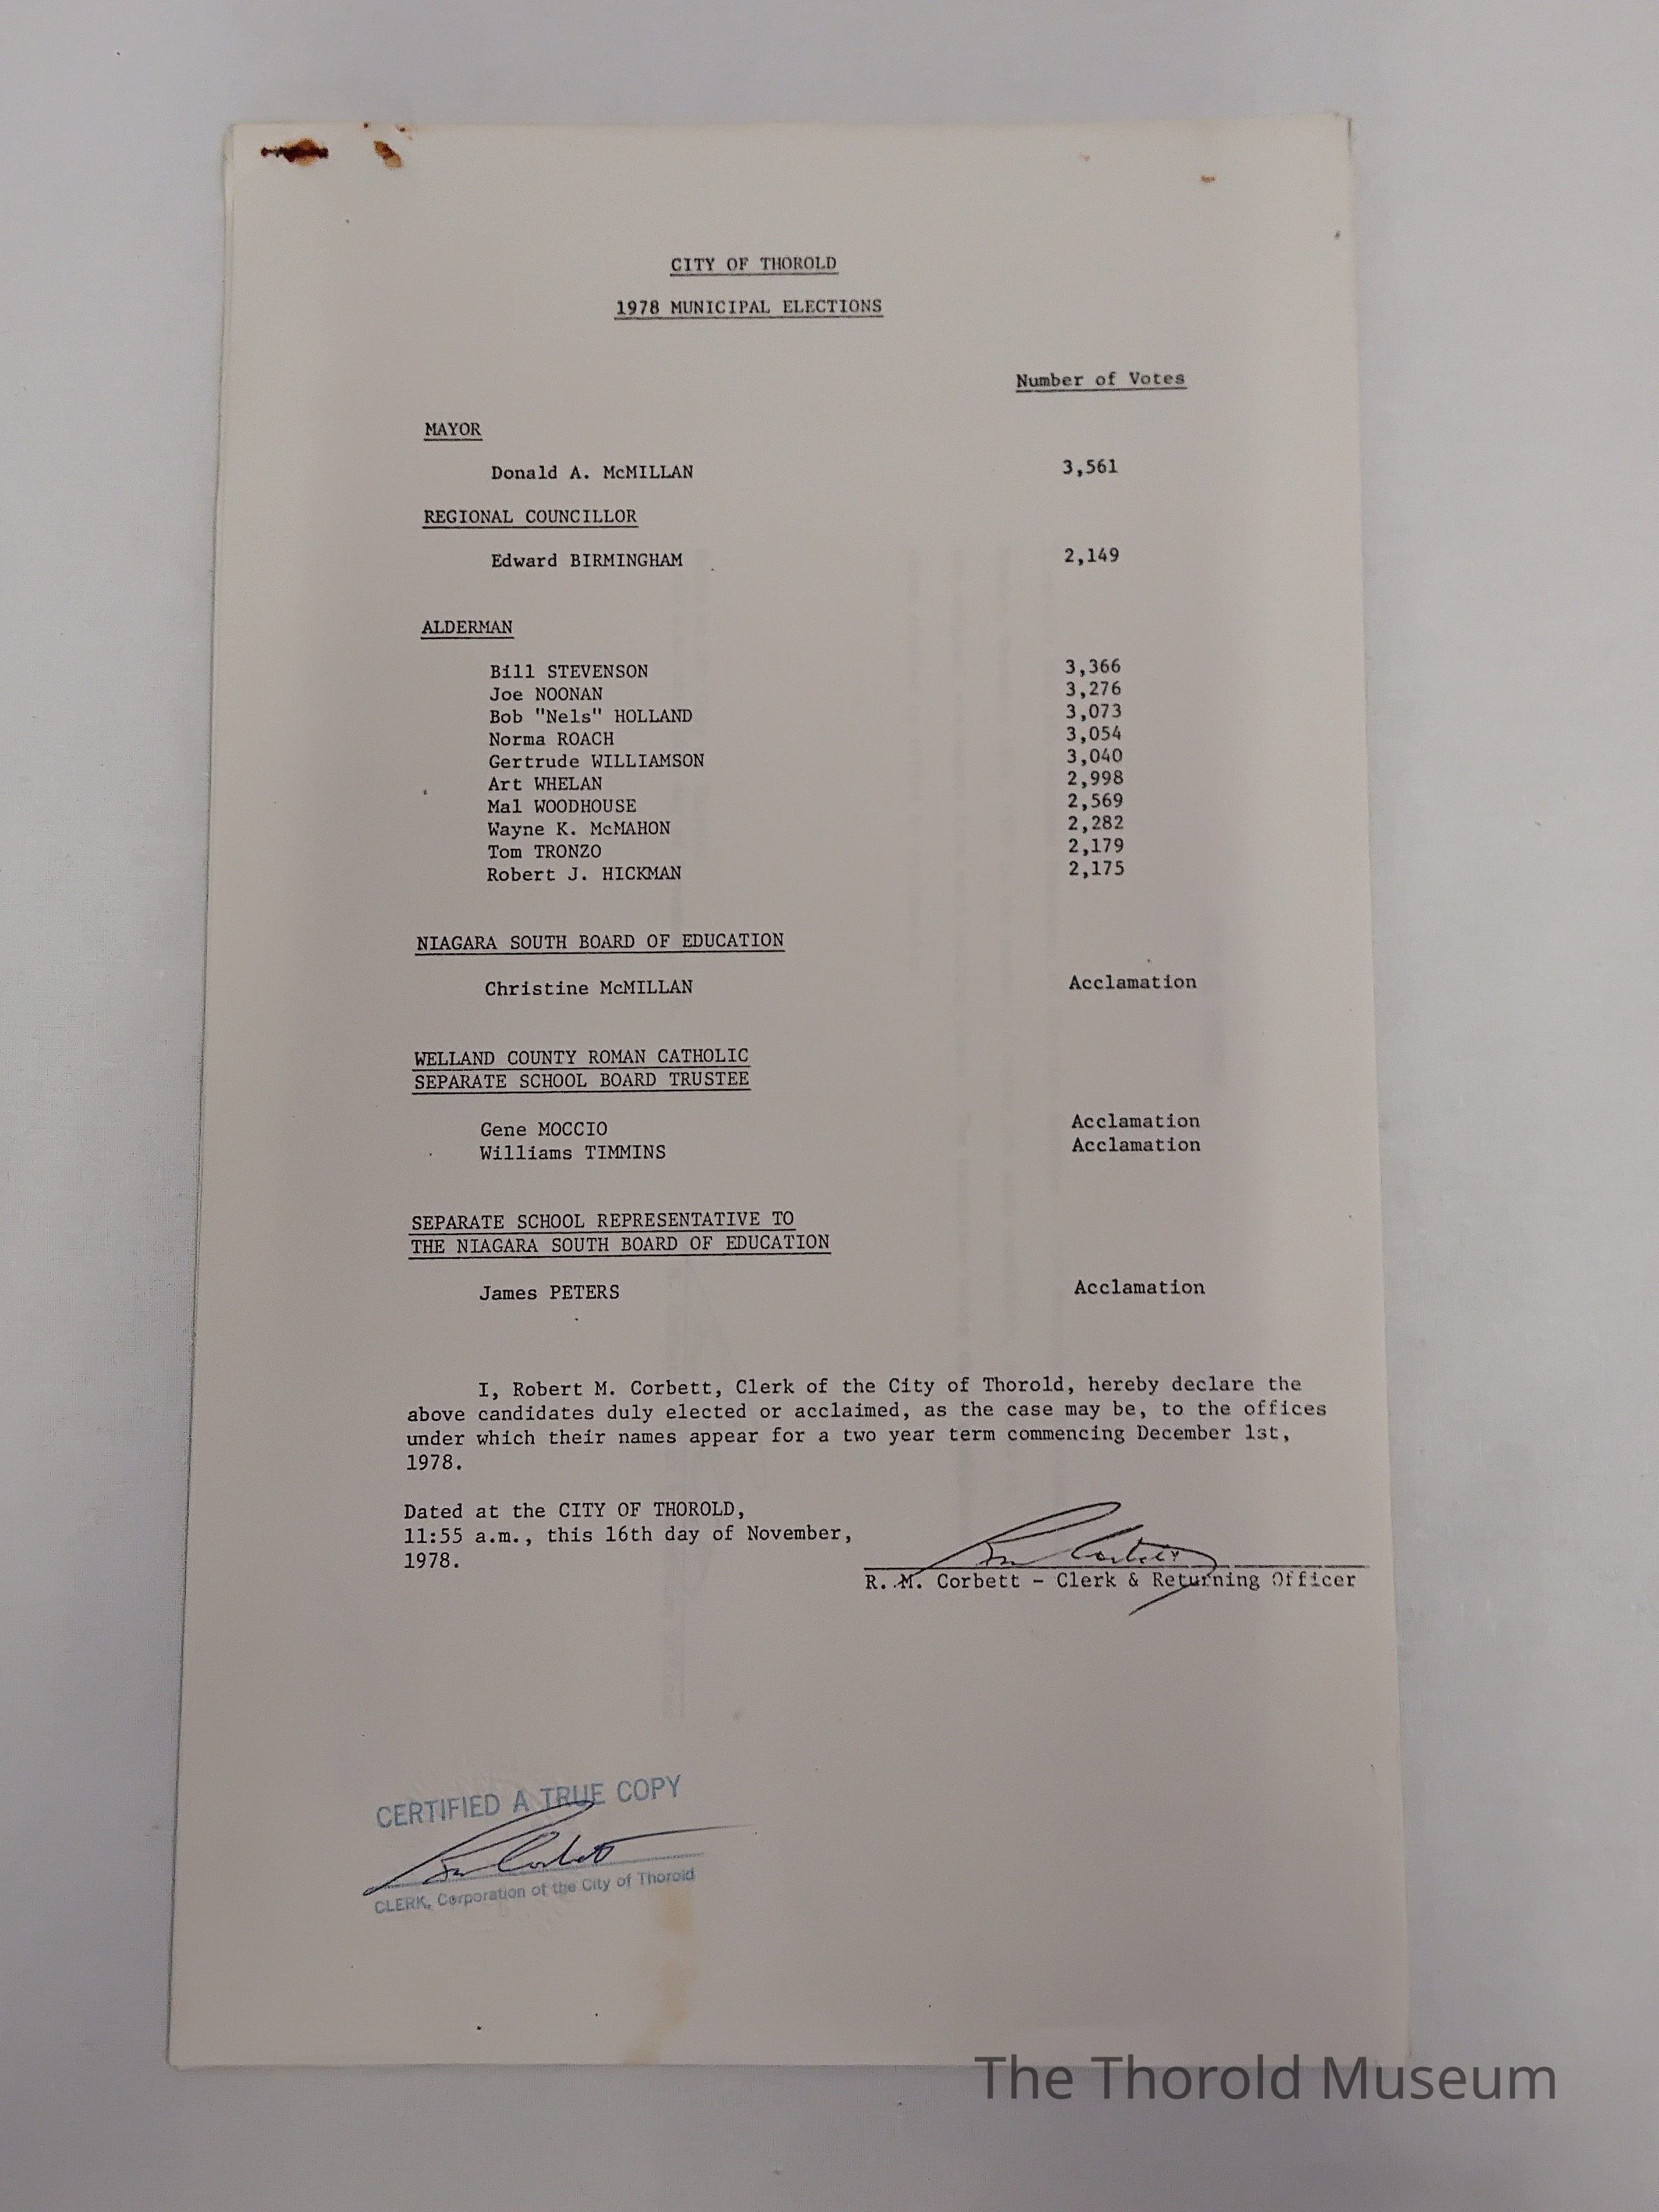 CITY OF THOROLD
1978 MUNICIPAL ELECTIONS
Number of Votes
MAYOR
Donald A. McMILLAN 3,561
REGIONAL COUNCILLOR
Edward BIRMINGHAM 2,149
ALDERMAN
Bill STEVENSON 3,366
Joe NOONAN 3,276
Bob "Nels" HOLLAND 3,073
Norma ROACH 3,054
Gertrude WILLIAMSON 3,040
Art WHELAN 2,998
Mal WOODHOUSE 2,569
Wayne K. McMAHON 2,282
Tom TRONZO 2,179
Robert J. HICKMAN 2,175
NIAGARA SOUTH BOARD OF EDUCATION
Christine McMILLAN Acclamation
WELLAND COUNTY ROMAN CATHOLIC
SEPARATE SCHOOL BOARD TRUSTEE
Gene MOCCIO Acclamation
Williams TIMMINS Acclamation
SEPARATE SCHOOL REPRESENTATIVE TO
THE NIAGARA SOUTH BOARD OF EDUCATION
James PETERS Acclamation
I, Robert M. Corbett, Clerk of the City of Thorold, hereby declare the
above candidates duly elected or acclaimed, as the case may be, to the offices
under which their names appear for a two year term commencing December 1st,
1978.
Dated at the CITY OF THOROLD,
11:55 a.m., this 16th day of November,
1978.
R. M. Corbett - Clerk & Returning Officer
CERTIFIED A TRUE COPY
CLERK, Corporation of the City of Thorold
The Thorold Museum